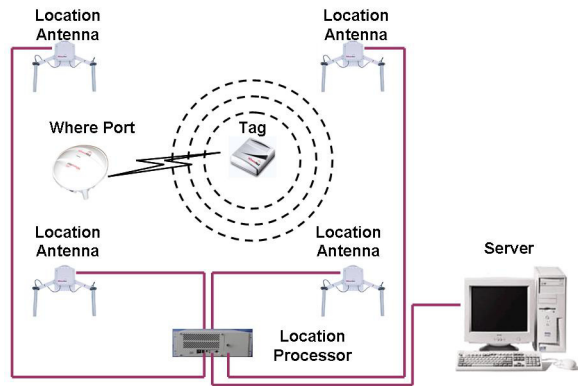 Location
Antenna
Location
Antenna
Where Port
Tag
Location
Antenna
Location
Antenna
Server
Location
Processor